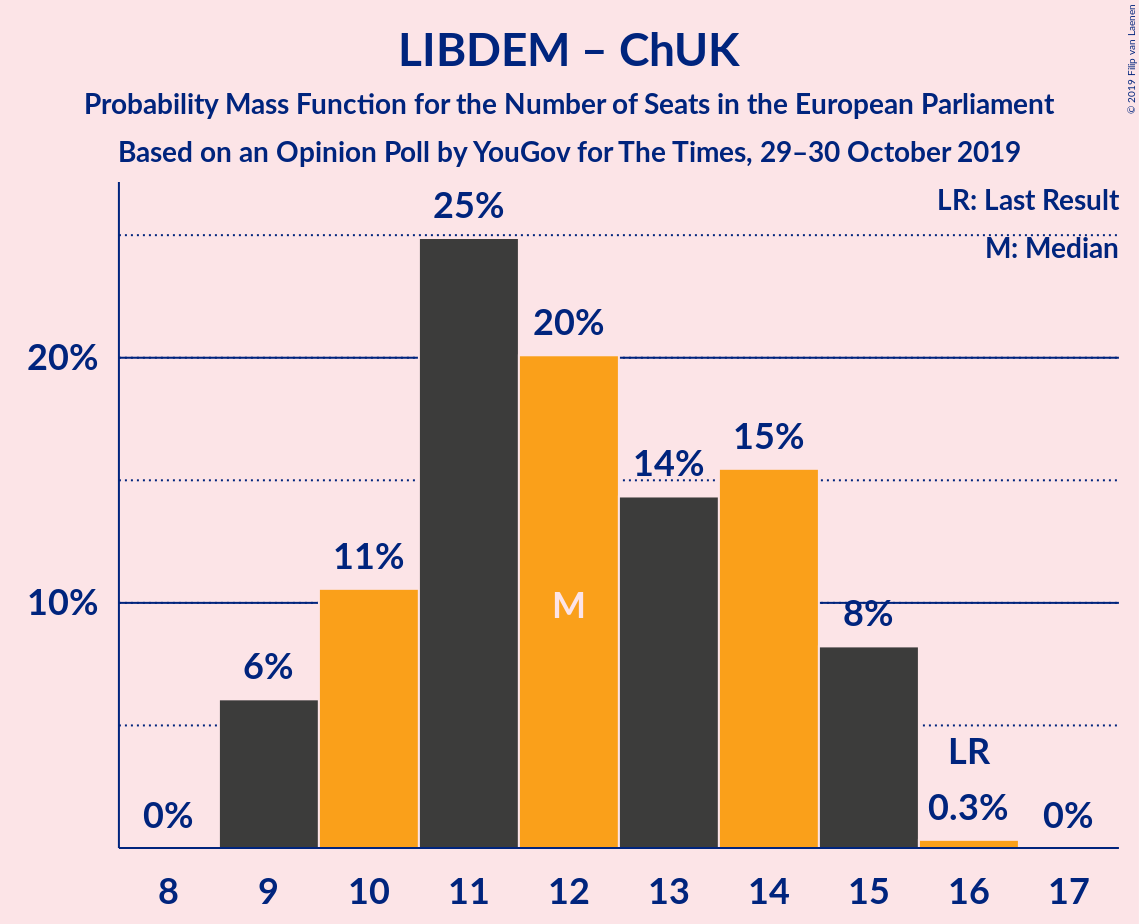 LIBDEM – ChUK
Probability Mass Function for the Number of Seats in the European Parliament
Based on an Opinion Poll by YouGov for The Times, 29–30 October 2019
© 2019 Filip van Laenen
LR: Last Result
M: Median
25%
20%
20%
15%
14%
11%
10%
M
8%
6%
LR
0%
0.3%
0%
8 9 10 11 12 13 14 15 16 17